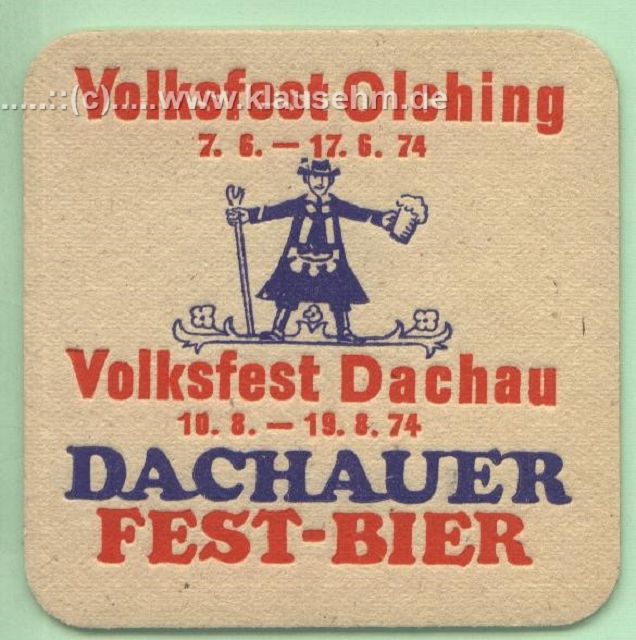 Volksfest Olching
.....::(c).....www.klausehm.de
7. 6. — 17. 6. 74
Volksfest Dachau
10. 8. — 19. 8. 74
DACHAUER
FEST-BIER